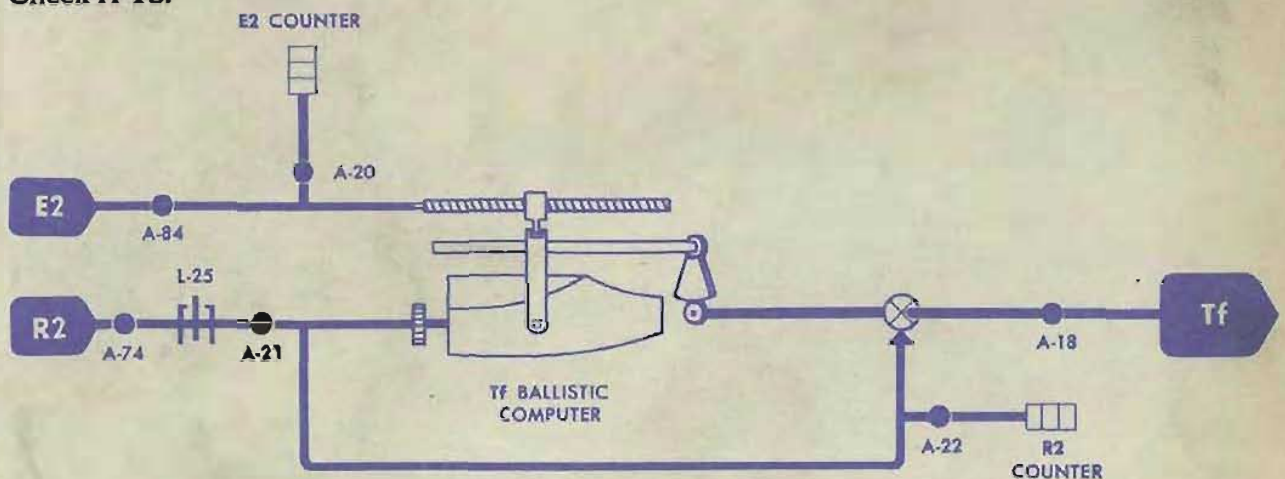 E2 COUNTER
A-20
E2
A-84
L-25
R2
A-74
A-21
Tf
A-18
Tf BALLISTIC
COMPUTER
A-22
R2
COUNTER